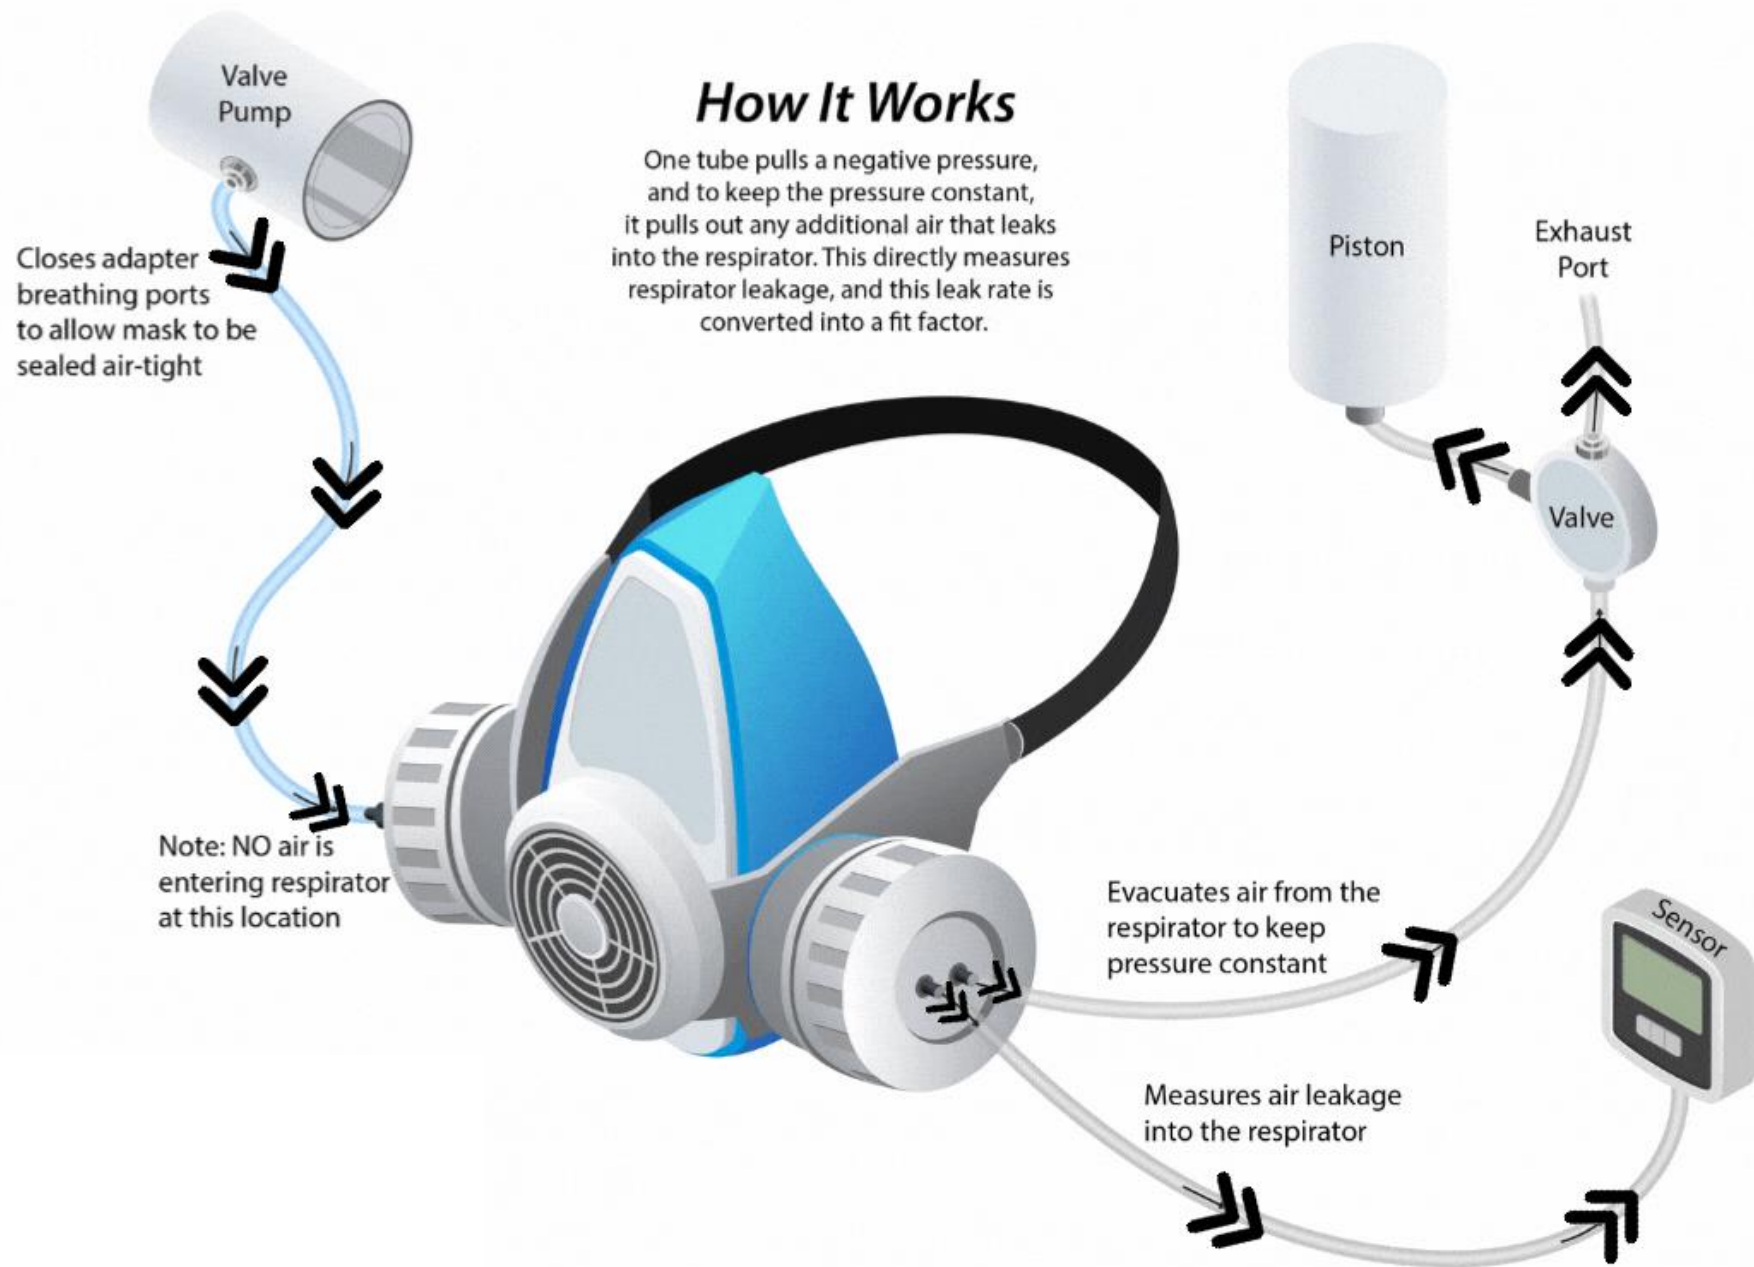 Valve
Pump
How It Works
One tube pulls a negative pressure,
and to keep the pressure constant,
it pulls out any additional air that leaks
into the respirator. This directly measures
respirator leakage, and this leak rate is
converted into a fit factor.
Piston
Exhaust
Port
Closes adapter
breathing ports
to allow mask to be
sealed air-tight
Valve
Note: NO air is
entering respirator
at this location
Evacuates air from the
respirator to keep
pressure constant
Sensor
Measures air leakage
into the respirator